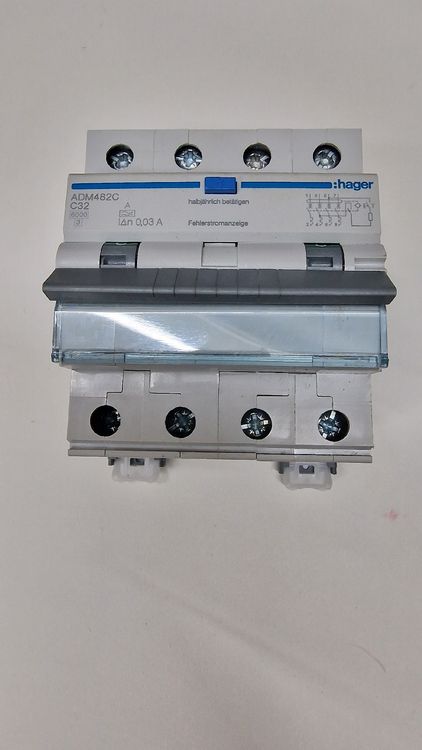 :hager
ADM462C
C32
6000
3
A
IΔn 0,03 A
halbjährlich betätigen
Fehlerstromanzeige